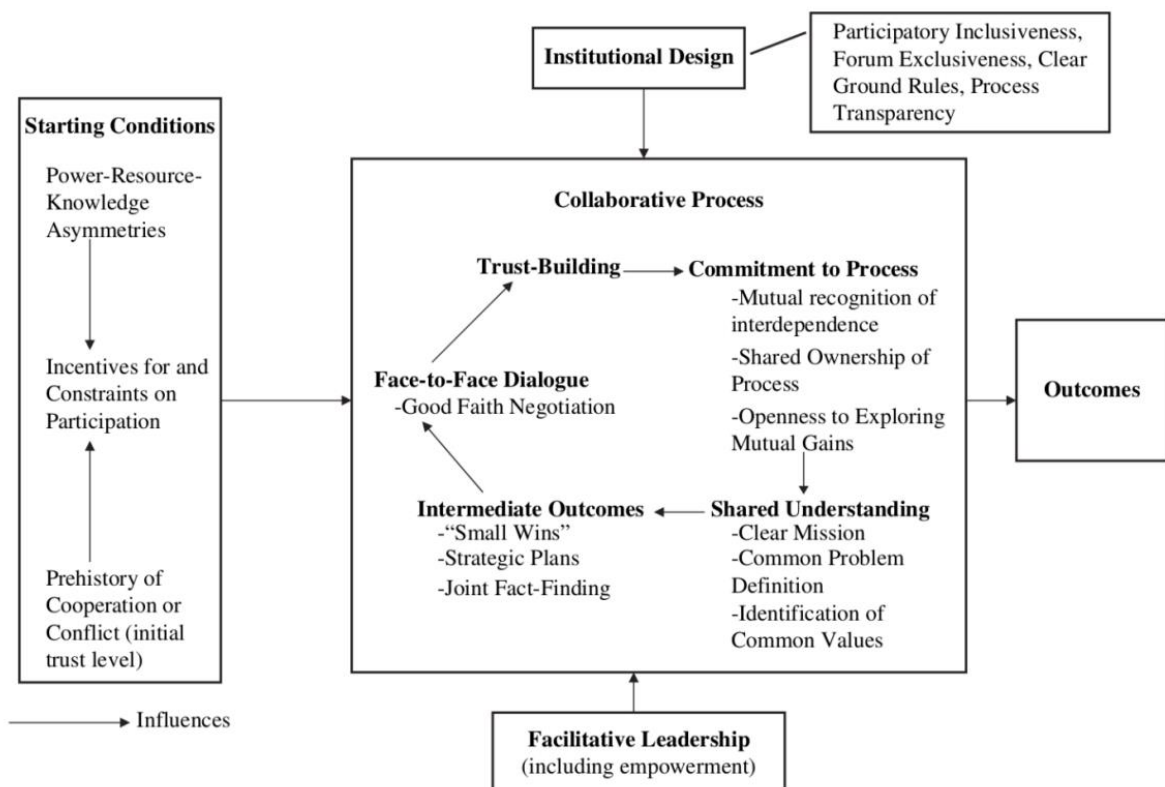 Institutional Design
Participatory Inclusiveness,
Forum Exclusiveness, Clear
Ground Rules, Process
Transparency
Starting Conditions
Power-Resource-
Knowledge
Asymmetries
Incentives for and
Constraints on
Participation
Prehistory of
Cooperation or
Conflict (initial
trust level)
Collaborative Process
Trust-Building
Commitment to Process
-Mutual recognition of
interdependence
-Shared Ownership of
Process
-Openness to Exploring
Mutual Gains
Face-to-Face Dialogue
-Good Faith Negotiation
Intermediate Outcomes
-“Small Wins”
-Strategic Plans
-Joint Fact-Finding
Shared Understanding
-Clear Mission
-Common Problem
Definition
-Identification of
Common Values
Outcomes
Influences
Facilitative Leadership
(including empowerment)